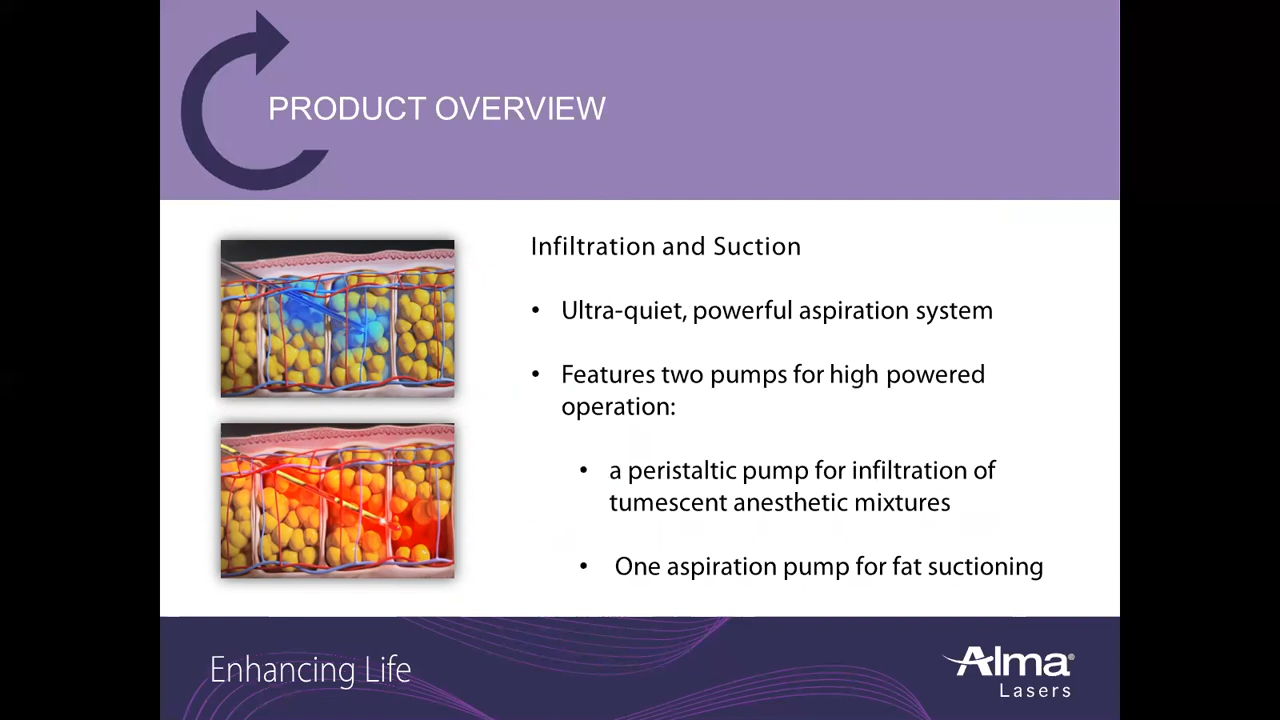 PRODUCT OVERVIEW
Infiltration and Suction
• Ultra-quiet, powerful aspiration system
• Features two pumps for high powered
operation:
• a peristaltic pump for infiltration of
tumescent anesthetic mixtures
• One aspiration pump for fat suctioning
Enhancing Life
Alma®
Lasers